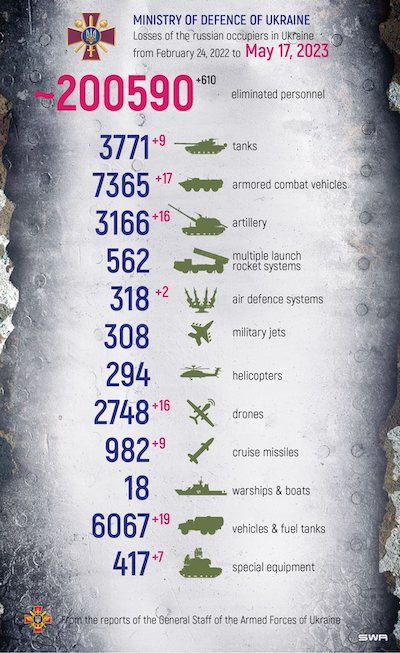 MINISTRY OF DEFENCE OF UKRAINE
Losses of the russian occupiers in Ukraine
from February 24, 2022 to May 17, 2023
~200590 +610 eliminated personnel
3771 +9 tanks
7365 +17 armored combat vehicles
3166 +16 artillery
562 multiple launch
rocket systems
318 +2 air defence systems
308 military jets
294 helicopters
2748 +16 drones
982 +9 cruise missiles
18 warships & boats
6067 +19 vehicles & fuel tanks
417 +7 special equipment
From the reports of the General Staff of the Armed Forces of Ukraine
SWA